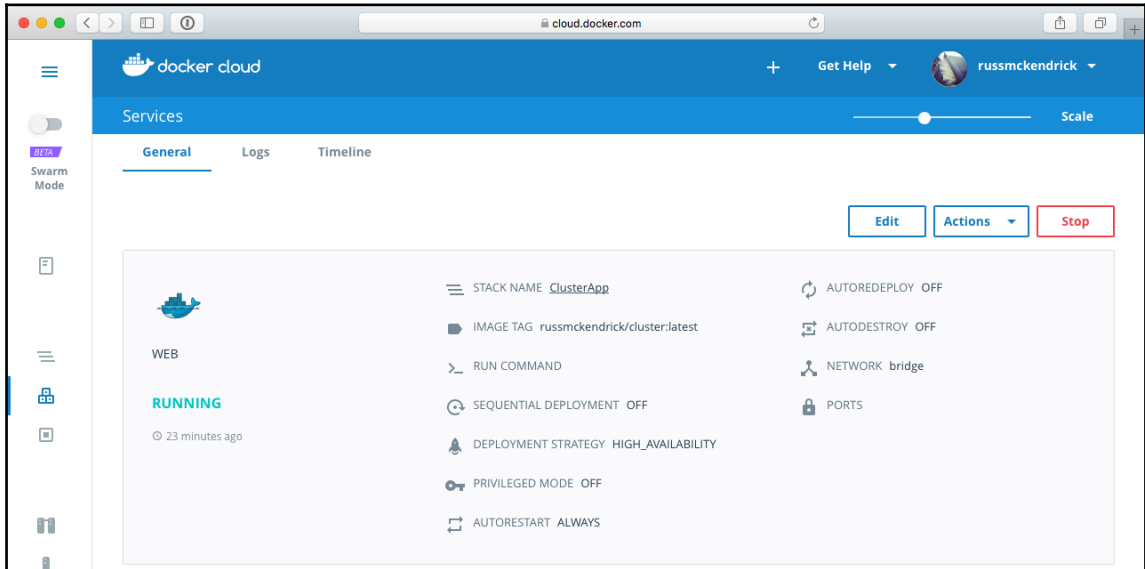 cloud.docker.com
docker cloud
+ Get Help russmckendrick
Services
Scale
BETA
Swarm
Mode
General Logs Timeline
Edit Actions Stop
WEB
RUNNING
23 minutes ago
STACK NAME ClusterApp
IMAGE TAG russmckendrick/cluster:latest
RUN COMMAND
SEQUENTIAL DEPLOYMENT OFF
DEPLOYMENT STRATEGY HIGH_AVAILABILITY
PRIVILEGED MODE OFF
AUTORESTART ALWAYS
AUTOREDEPLOY OFF
AUTODESTROY OFF
NETWORK bridge
PORTS